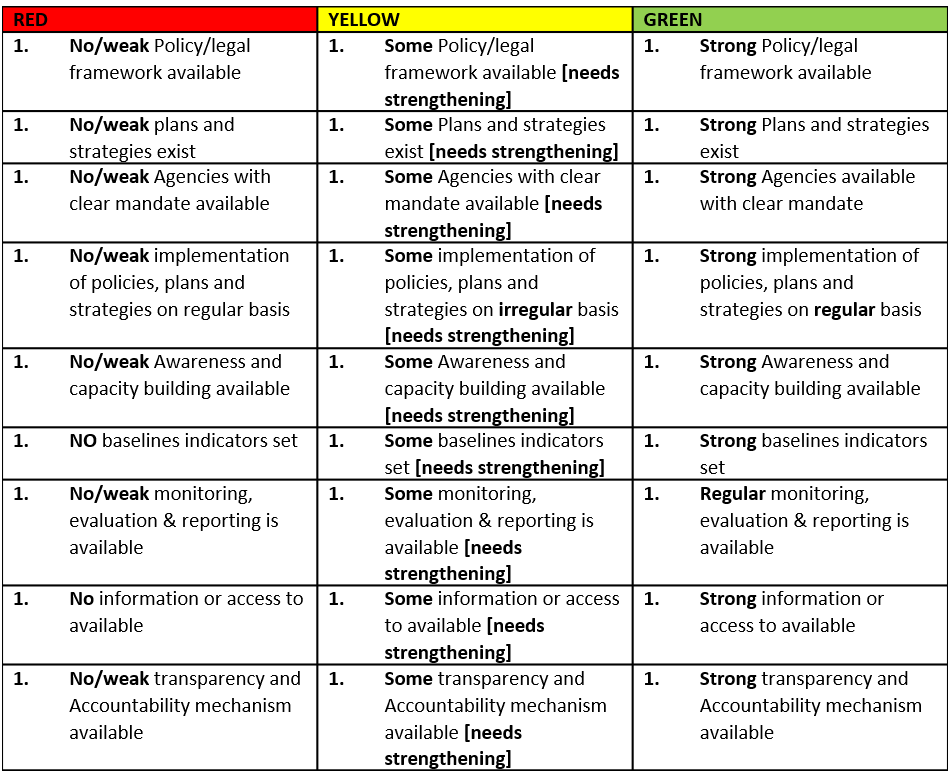 RED
YELLOW
GREEN
1. No/weak Policy/legal
framework available
1. Some Policy/legal
framework available [needs
strengthening]
1. Strong Policy/legal
framework available
1. No/weak plans and
strategies exist
1. Some Plans and strategies
exist [needs strengthening]
1. Strong Plans and strategies
exist
1. No/weak Agencies with
clear mandate available
1. Some Agencies with clear
mandate available [needs
strengthening]
1. Strong Agencies available
with clear mandate
1. No/weak implementation
of policies, plans and
strategies on regular basis
1. Some implementation of
policies, plans and
strategies on irregular basis
[needs strengthening]
1. Strong implementation of
policies, plans and
strategies on regular basis
1. No/weak Awareness and
capacity building available
1. Some Awareness and
capacity building available
[needs strengthening]
1. Strong Awareness and
capacity building available
1. NO baselines indicators set
1. Some baselines indicators
set [needs strengthening]
1. Strong baselines indicators
set
1. No/weak monitoring,
evaluation & reporting is
available
1. Some monitoring,
evaluation & reporting is
available [needs
strengthening]
1. Regular monitoring,
evaluation & reporting is
available
1. No information or access to
available
1. Some information or access
to available [needs
strengthening]
1. Strong information or
access to available
1. No/weak transparency and
Accountability mechanism
available
1. Some transparency and
Accountability mechanism
available [needs
strengthening]
1. Strong transparency and
Accountability mechanism
available